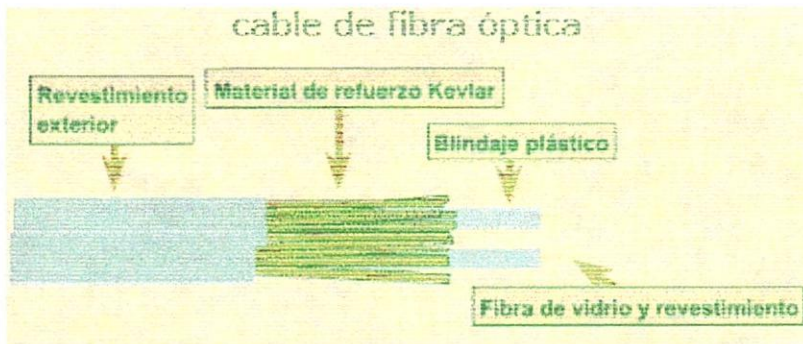 cable de fibra óptica
Revestimiento
exterior
Material de refuerzo Kevlar
Blindaje plástico
Fibra de vidrio y revestimiento